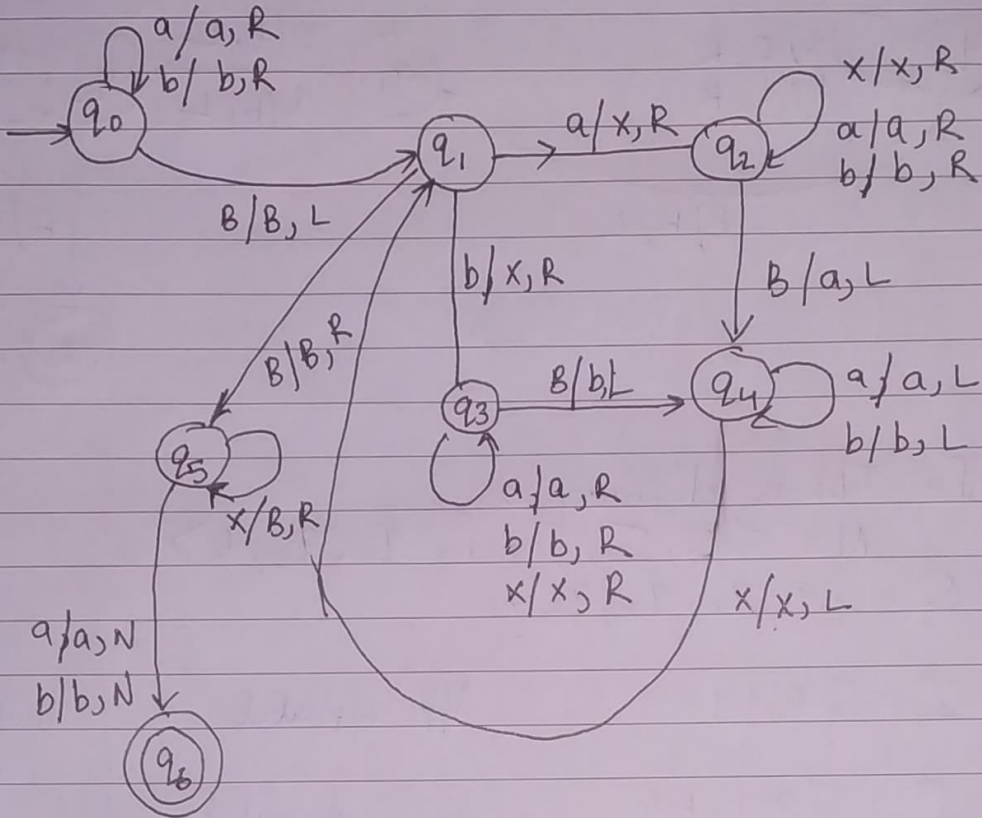 a/a, R
b/b, R
q0
B/B, L
q1
a/x, R
q2
x/x, R
a/a, R
b/b, R
b/x, R
B/a, L
B/B, R
q3
B/b, L
q4
a/a, L
b/b, L
q5
x/B, R
a/a, R
b/b, R
x/x, R
x/x, L
a/a, N
b/b, N
q6